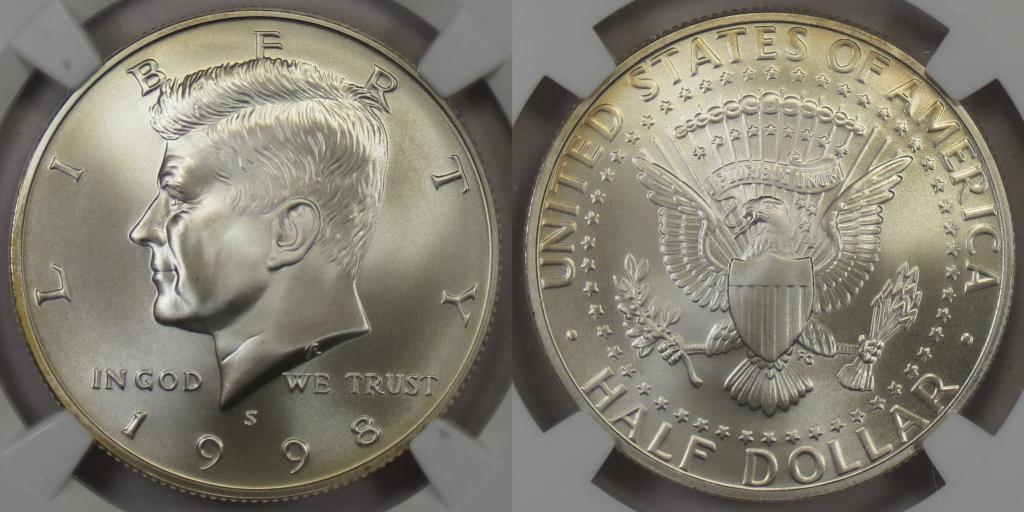 LIBERTY
IN GOD WE TRUST
S
1998
UNITED STATES OF AMERICA
E PLURIBUS UNUM
HALF DOLLAR